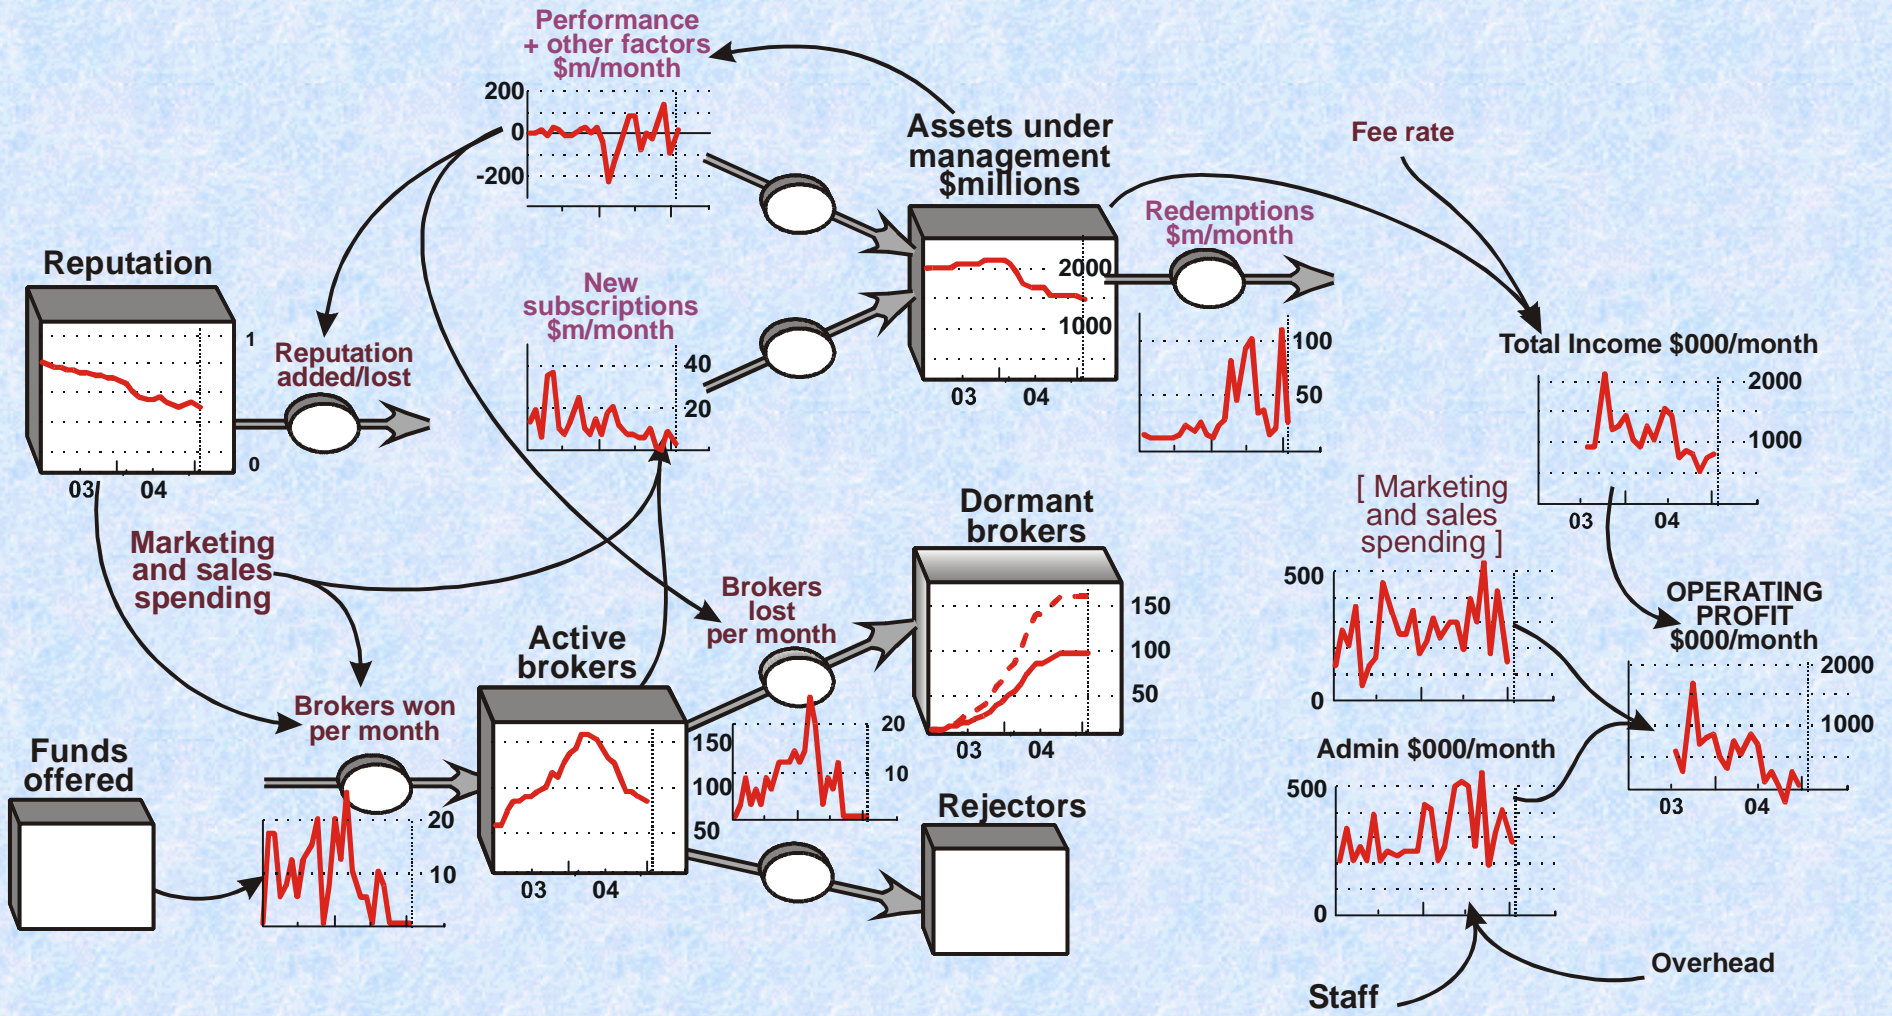 Performance
+ other factors
$m/month
200
0
-200
Assets under
management
$millions
2000
1000
03 04
Fee rate
Redemptions
$m/month
100
50
Reputation
1
0
03 04
Reputation
added/lost
New
subscriptions
$m/month
40
20
Total Income $000/month
2000
1000
03 04
[ Marketing
and sales
spending ]
500
0
Marketing
and sales
spending
Dormant
brokers
150
100
50
03 04
Brokers
lost
per month
20
10
Active
brokers
150
100
50
03 04
OPERATING
PROFIT
$000/month
2000
1000
03 04
Brokers won
per month
20
10
Funds
offered
Admin $000/month
500
0
Rejectors
Overhead
Staff